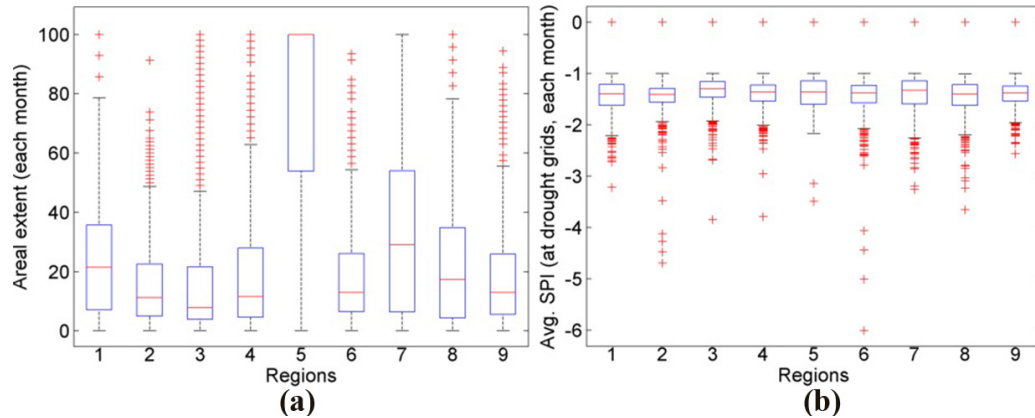 Areal extent (each month)
100
80
60
40
20
0
1 2 3 4 5 6 7 8 9
Regions
(a)
Avg. SPI (at drought grids, each month)
0
-1
-2
-3
-4
-5
-6
1 2 3 4 5 6 7 8 9
Regions
(b)